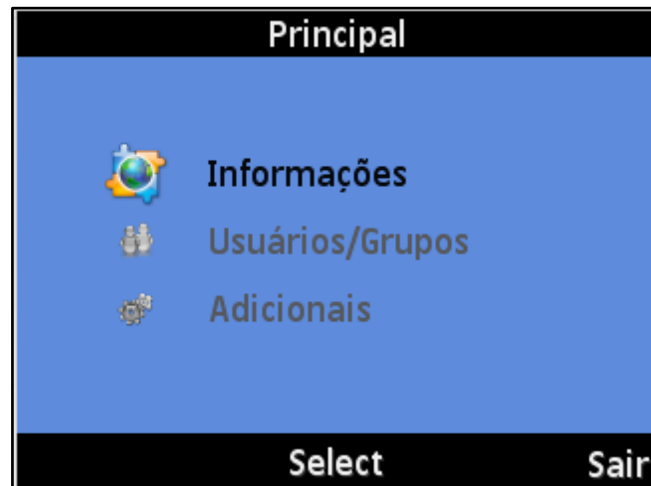 Principal
Informações
Usuários/Grupos
Adicionais
Select
Sair